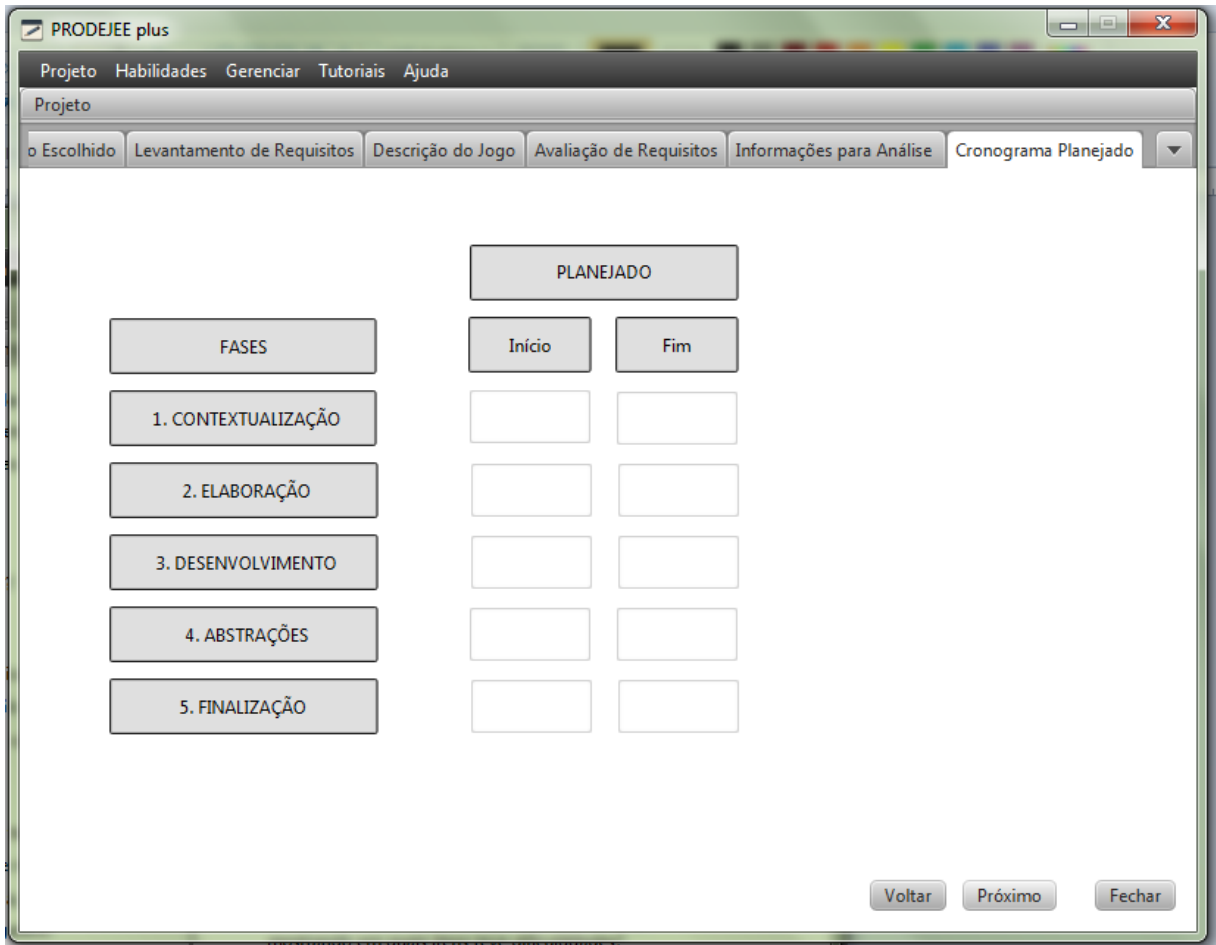 PRODEJEE plus
Projeto Habilidades Gerenciar Tutoriais Ajuda
Projeto
o Escolhido Levantamento de Requisitos Descrição do Jogo Avaliação de Requisitos Informações para Análise Cronograma Planejado
PLANEJADO
FASES Início Fim
1. CONTEXTUALIZAÇÃO
2. ELABORAÇÃO
3. DESENVOLVIMENTO
4. ABSTRAÇÕES
5. FINALIZAÇÃO
Voltar Próximo Fechar